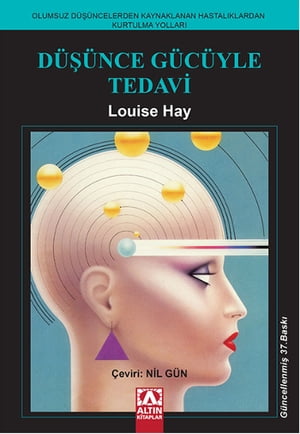 OLUMSUZ DÜŞÜNCELERDEN KAYNAKLANAN HASTALIKLARDAN
KURTULMA YOLLARI
DÜŞÜNCE GÜCÜYLE
TEDAVİ
Louise Hay
Güncellenmiş 37.Baskı
Çeviri: NİL GÜN
ALTIN
KİTAPLAR